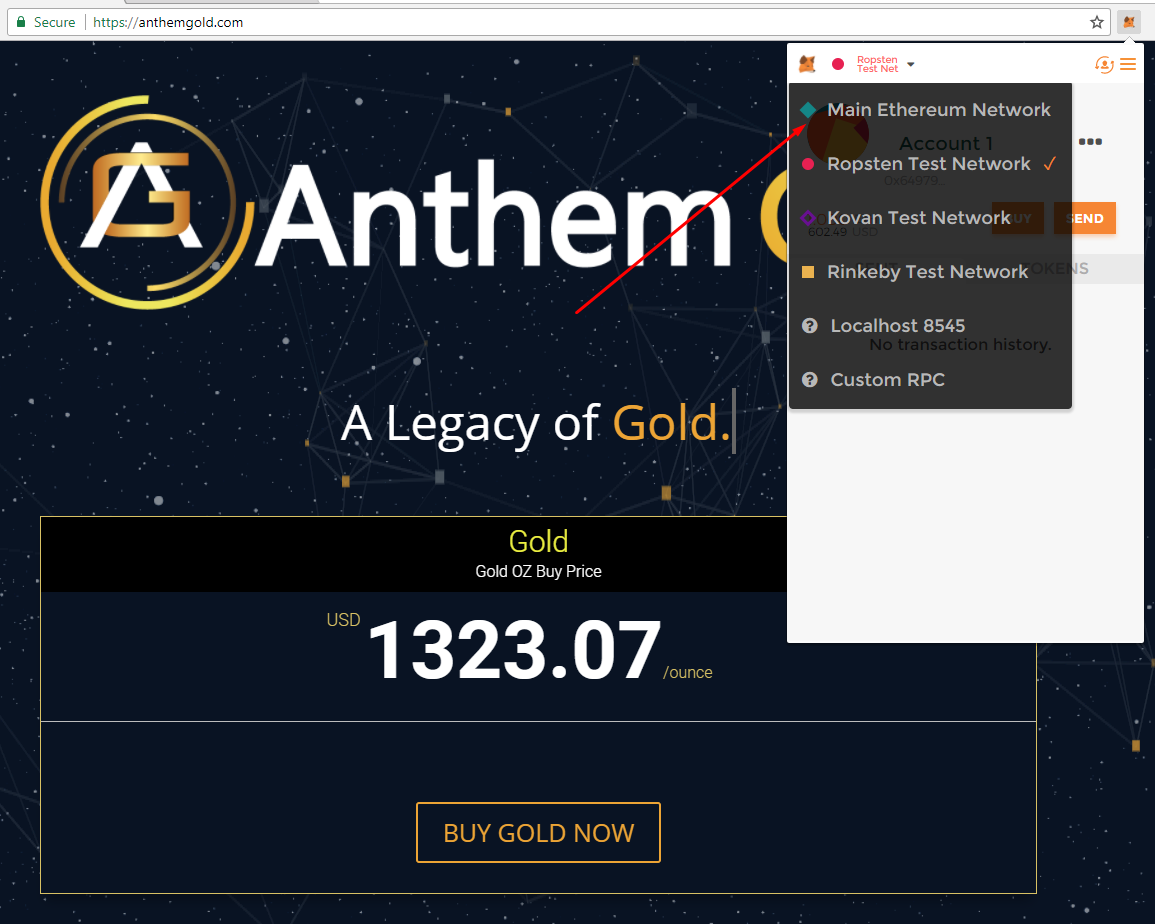 Secure
https://anthemgold.com
Ropsten
Test Net
Main Ethereum Network
Account 1
Ropsten Test Network
0x64979...
Kovan Test Network
BUY
SEND
602.49 USD
Rinkeby Test Network
TOKENS
Localhost 8545
No transaction history.
Custom RPC
AG
Anthem
A Legacy of Gold.
Gold
Gold OZ Buy Price
USD
1323.07
/ounce
BUY GOLD NOW